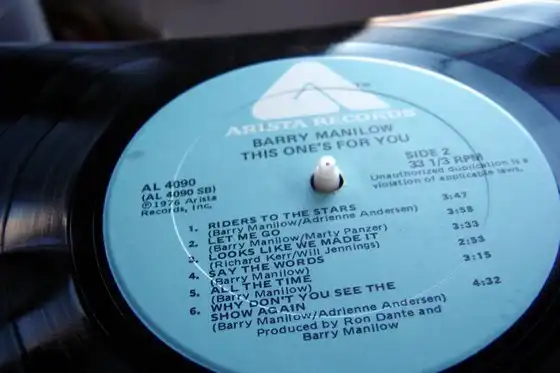 ARISTA RECORDS
BARRY MANILOW
THIS ONE'S FOR YOU
AL 4090
(AL 4090 SB)
℗1976 Arista
Records, Inc.
SIDE 2
33 1/3 RPM
Unauthorized duplication is a
violation of applicable laws.
1. RIDERS TO THE STARS 3:47
(Barry Manilow/Adrienne Andersen)
2. LET ME GO 3:58
(Barry Manilow/Marty Panzer)
3. LOOKS LIKE WE MADE IT 3:33
(Richard Kerr/Will Jennings)
4. SAY THE WORDS 2:53
(Barry Manilow)
5. ALL THE TIME 3:15
(Barry Manilow)
6. WHY DON'T YOU SEE THE
SHOW AGAIN 4:32
(Barry Manilow/Adrienne Andersen)
Produced by Ron Dante and
Barry Manilow